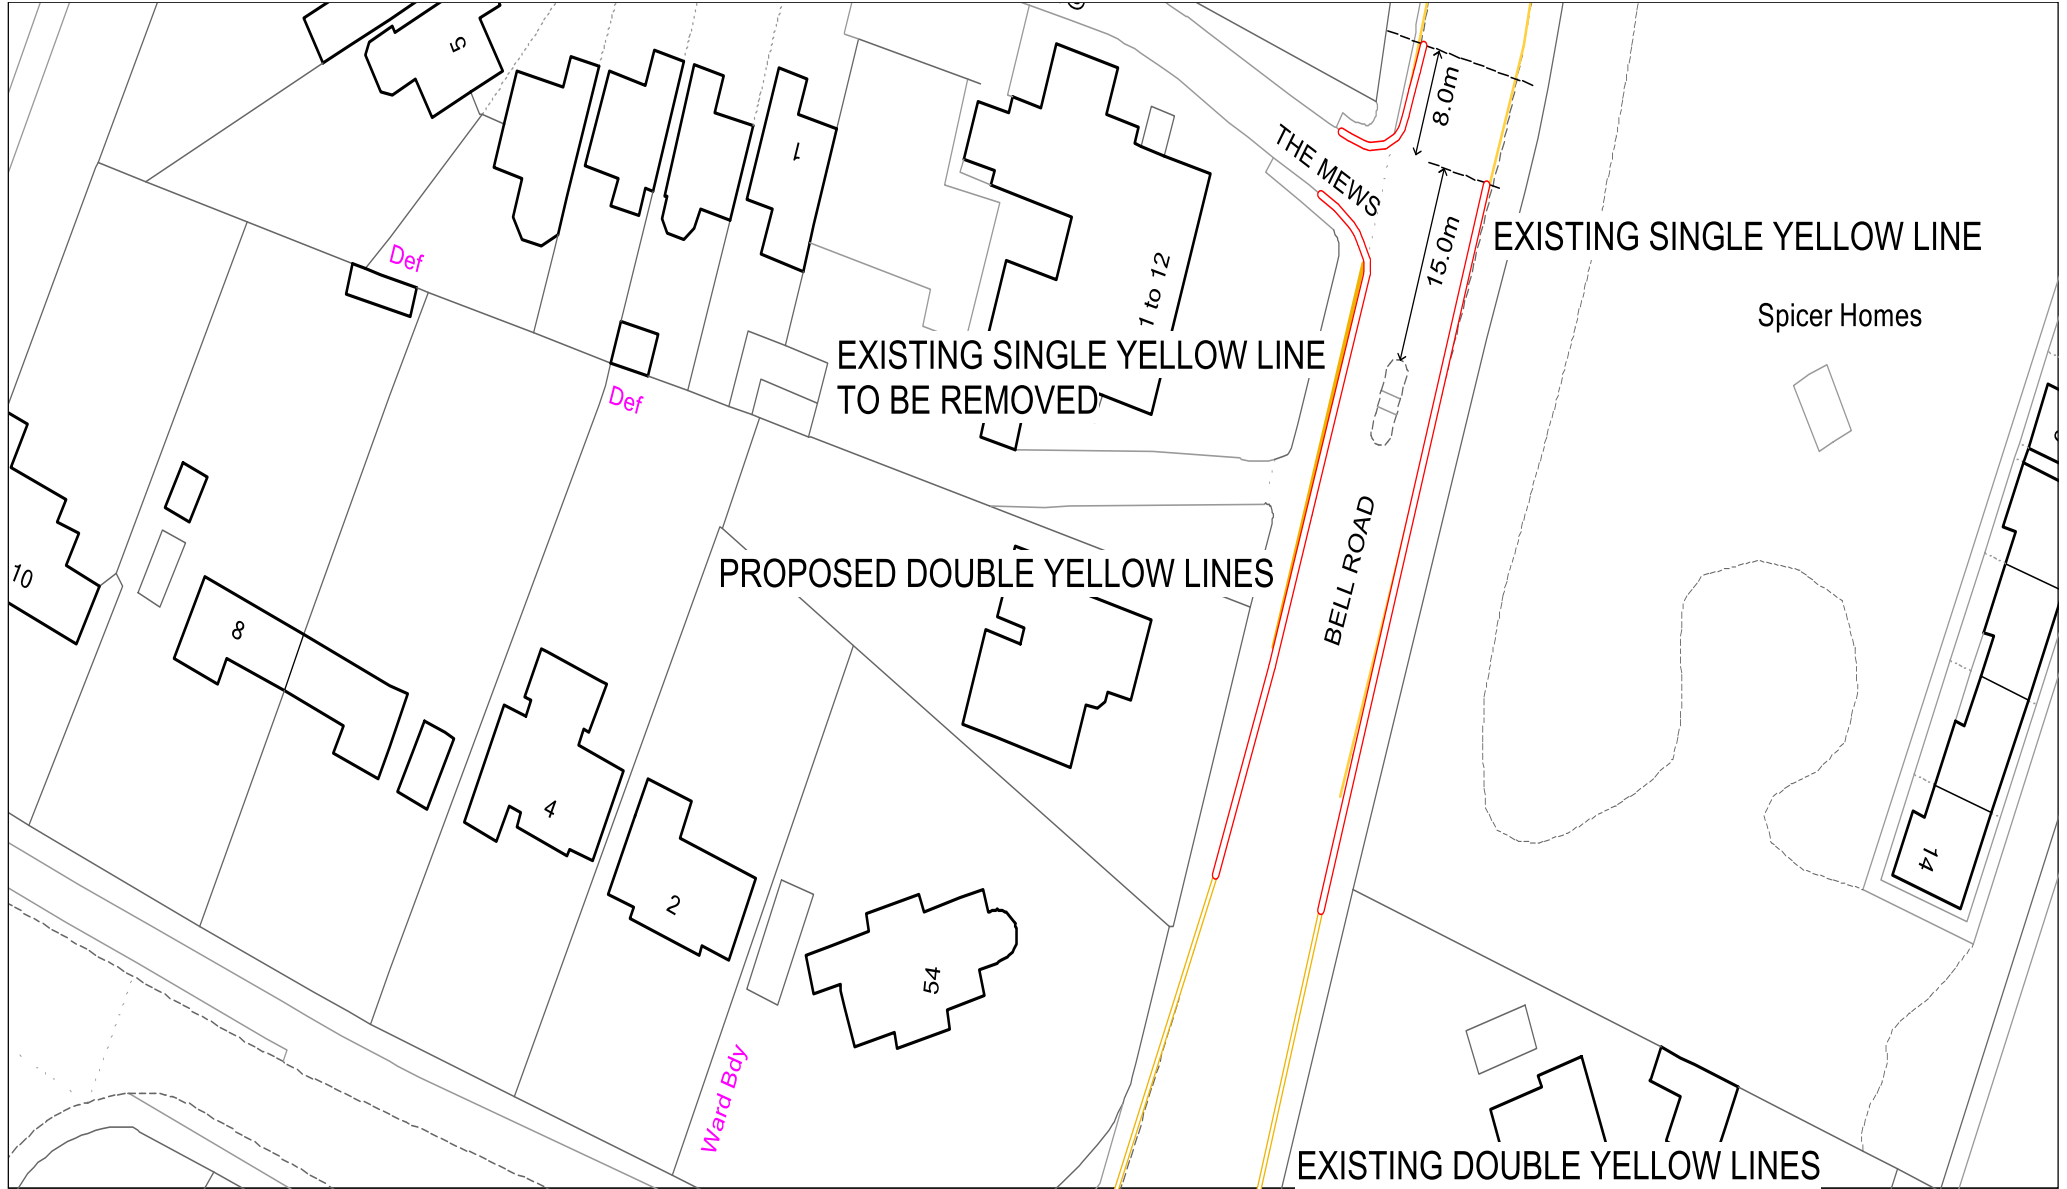 5
8.0m
THE MEWS
1
15.0m
EXISTING SINGLE YELLOW LINE
Def
1 to 12
Spicer Homes
EXISTING SINGLE YELLOW LINE
TO BE REMOVED
Def
BELL ROAD
PROPOSED DOUBLE YELLOW LINES
10
8
4
14
2
54
Ward Bdy
EXISTING DOUBLE YELLOW LINES